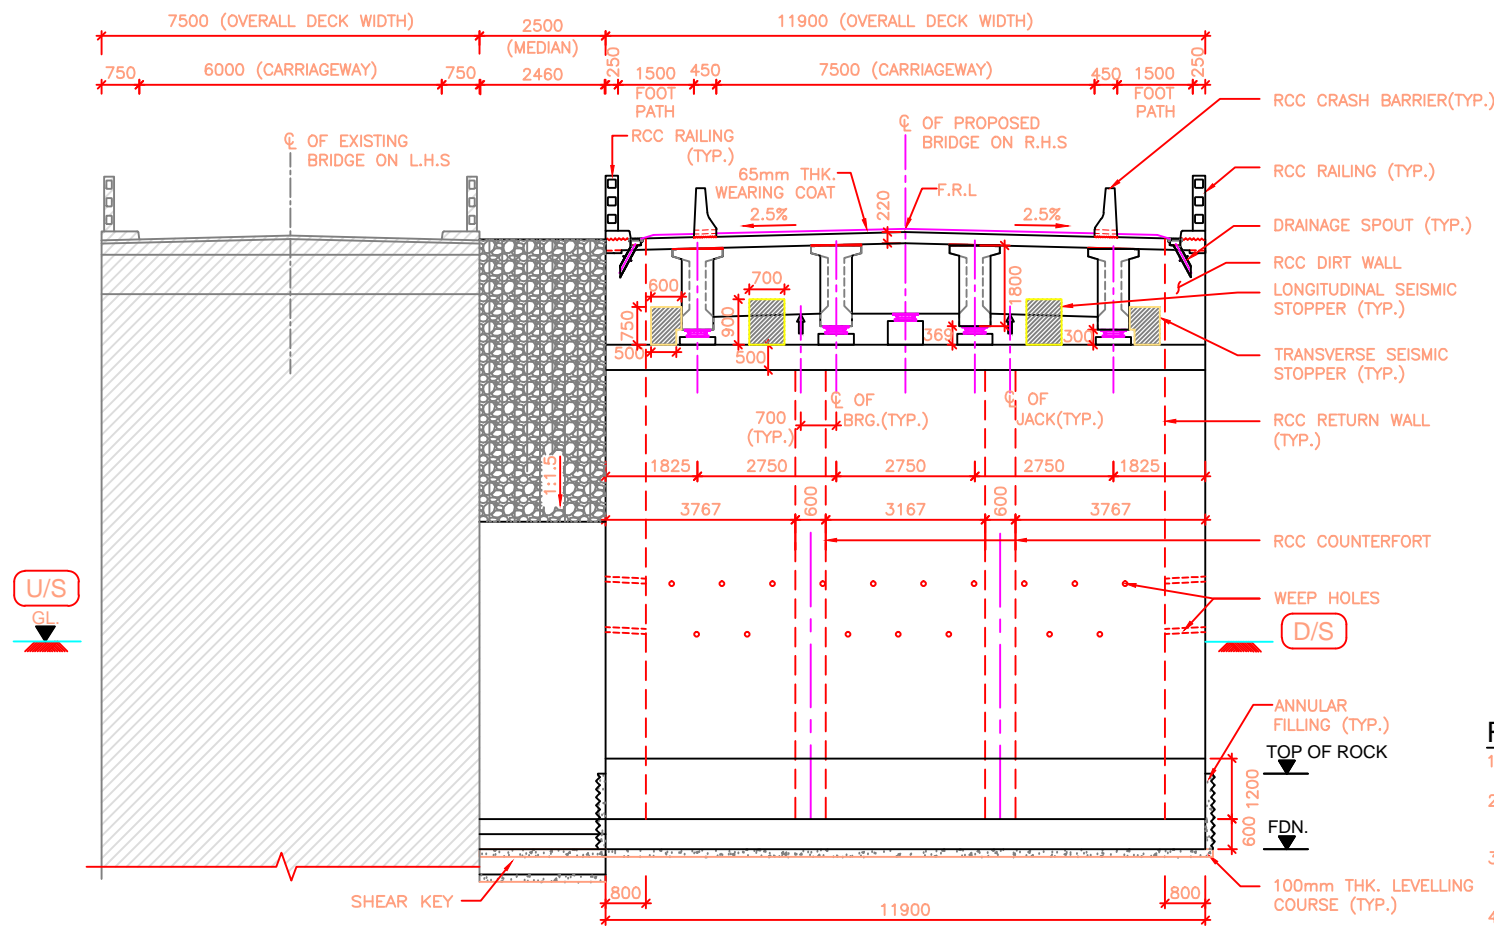 7500 (OVERALL DECK WIDTH)
2500
(MEDIAN)
11900 (OVERALL DECK WIDTH)
750
6000 (CARRIAGEWAY)
750
2460
250
1500
FOOT
PATH
450
7500 (CARRIAGEWAY)
450
1500
FOOT
PATH
250
RCC CRASH BARRIER(TYP.)
℄ OF EXISTING
BRIDGE ON L.H.S
RCC RAILING
(TYP.)
℄ OF PROPOSED
BRIDGE ON R.H.S
65mm THK.
WEARING COAT
F.R.L
RCC RAILING (TYP.)
2.5%
220
2.5%
DRAINAGE SPOUT (TYP.)
RCC DIRT WALL
LONGITUDINAL SEISMIC
STOPPER (TYP.)
600
700
1800
750
900
369
300
500
500
TRANSVERSE SEISMIC
STOPPER (TYP.)
℄ OF
BRG.(TYP.)
℄ OF
JACK(TYP.)
700
(TYP.)
RCC RETURN WALL
(TYP.)
1:1.5
1825
2750
2750
2750
1825
3767
600
3167
600
3767
RCC COUNTERFORT
U/S
GL.
WEEP HOLES
D/S
ANNULAR
FILLING (TYP.)
TOP OF ROCK
1200
FDN.
600
SHEAR KEY
800
800
11900
100mm THK. LEVELLING
COURSE (TYP.)
1
2
3
4